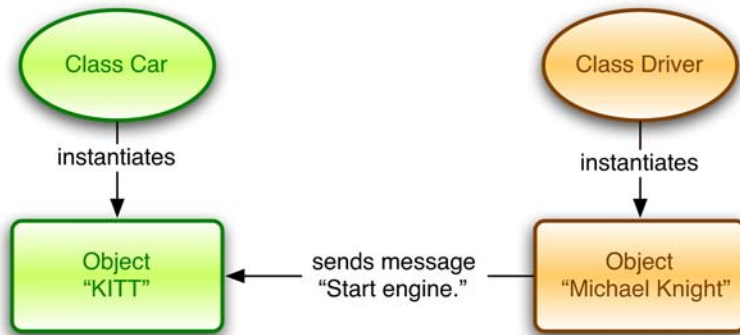 Class Car
Class Driver
instantiates
instantiates
Object
“KITT”
sends message
“Start engine.”
Object
“Michael Knight”